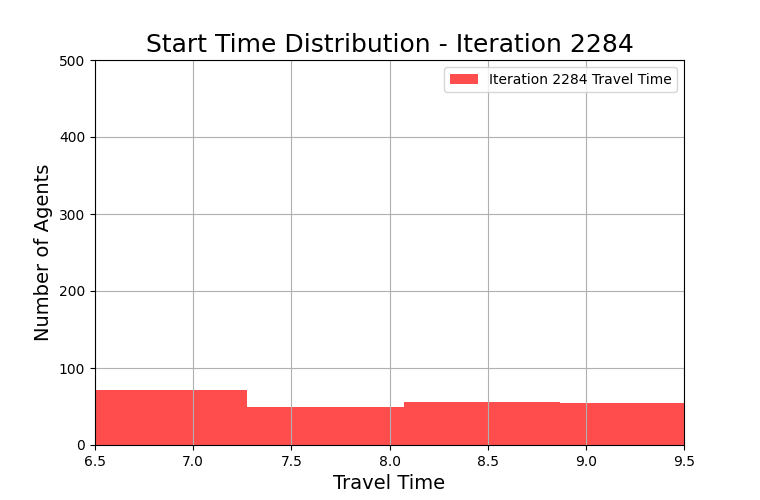 Start Time Distribution - Iteration 2284
Iteration 2284 Travel Time
Number of Agents
500
400
300
200
100
0
6.5 7.0 7.5 8.0 8.5 9.0 9.5
Travel Time